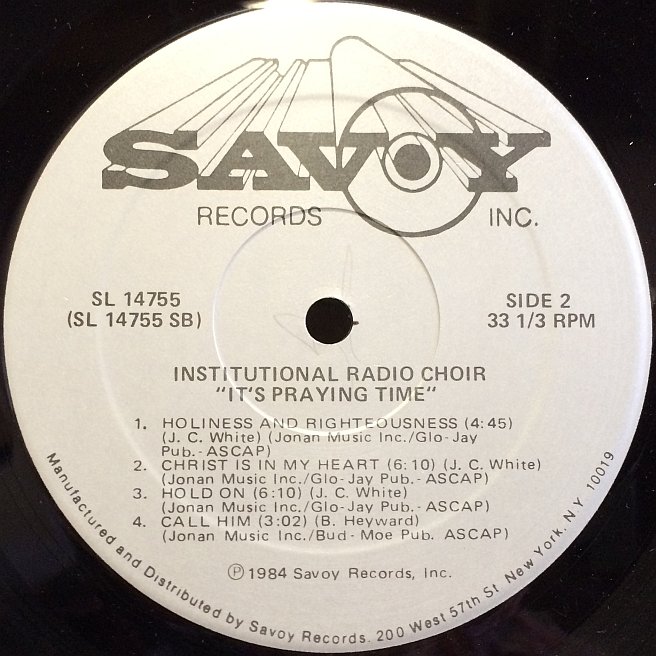 SAVOY
RECORDS INC.
SL 14755
(SL 14755 SB)
SIDE 2
33 1/3 RPM
INSTITUTIONAL RADIO CHOIR
"IT'S PRAYING TIME"
1. HOLINESS AND RIGHTEOUSNESS (4:45)
(J. C. White) (Jonan Music Inc./Glo-Jay
Pub.- ASCAP)
2. CHRIST IS IN MY HEART (6:10) (J. C. White)
(Jonan Music Inc./Glo-Jay Pub.- ASCAP)
3. HOLD ON (6:10) (J. C. White)
(Jonan Music Inc./Glo-Jay Pub.- ASCAP)
4. CALL HIM (3:02) (B. Heyward)
(Jonan Music Inc./Bud-Moe Pub. ASCAP)
Ⓟ1984 Savoy Records, Inc.
Manufactured and Distributed by Savoy Records. 200 West 57th St New York. N.Y 10019